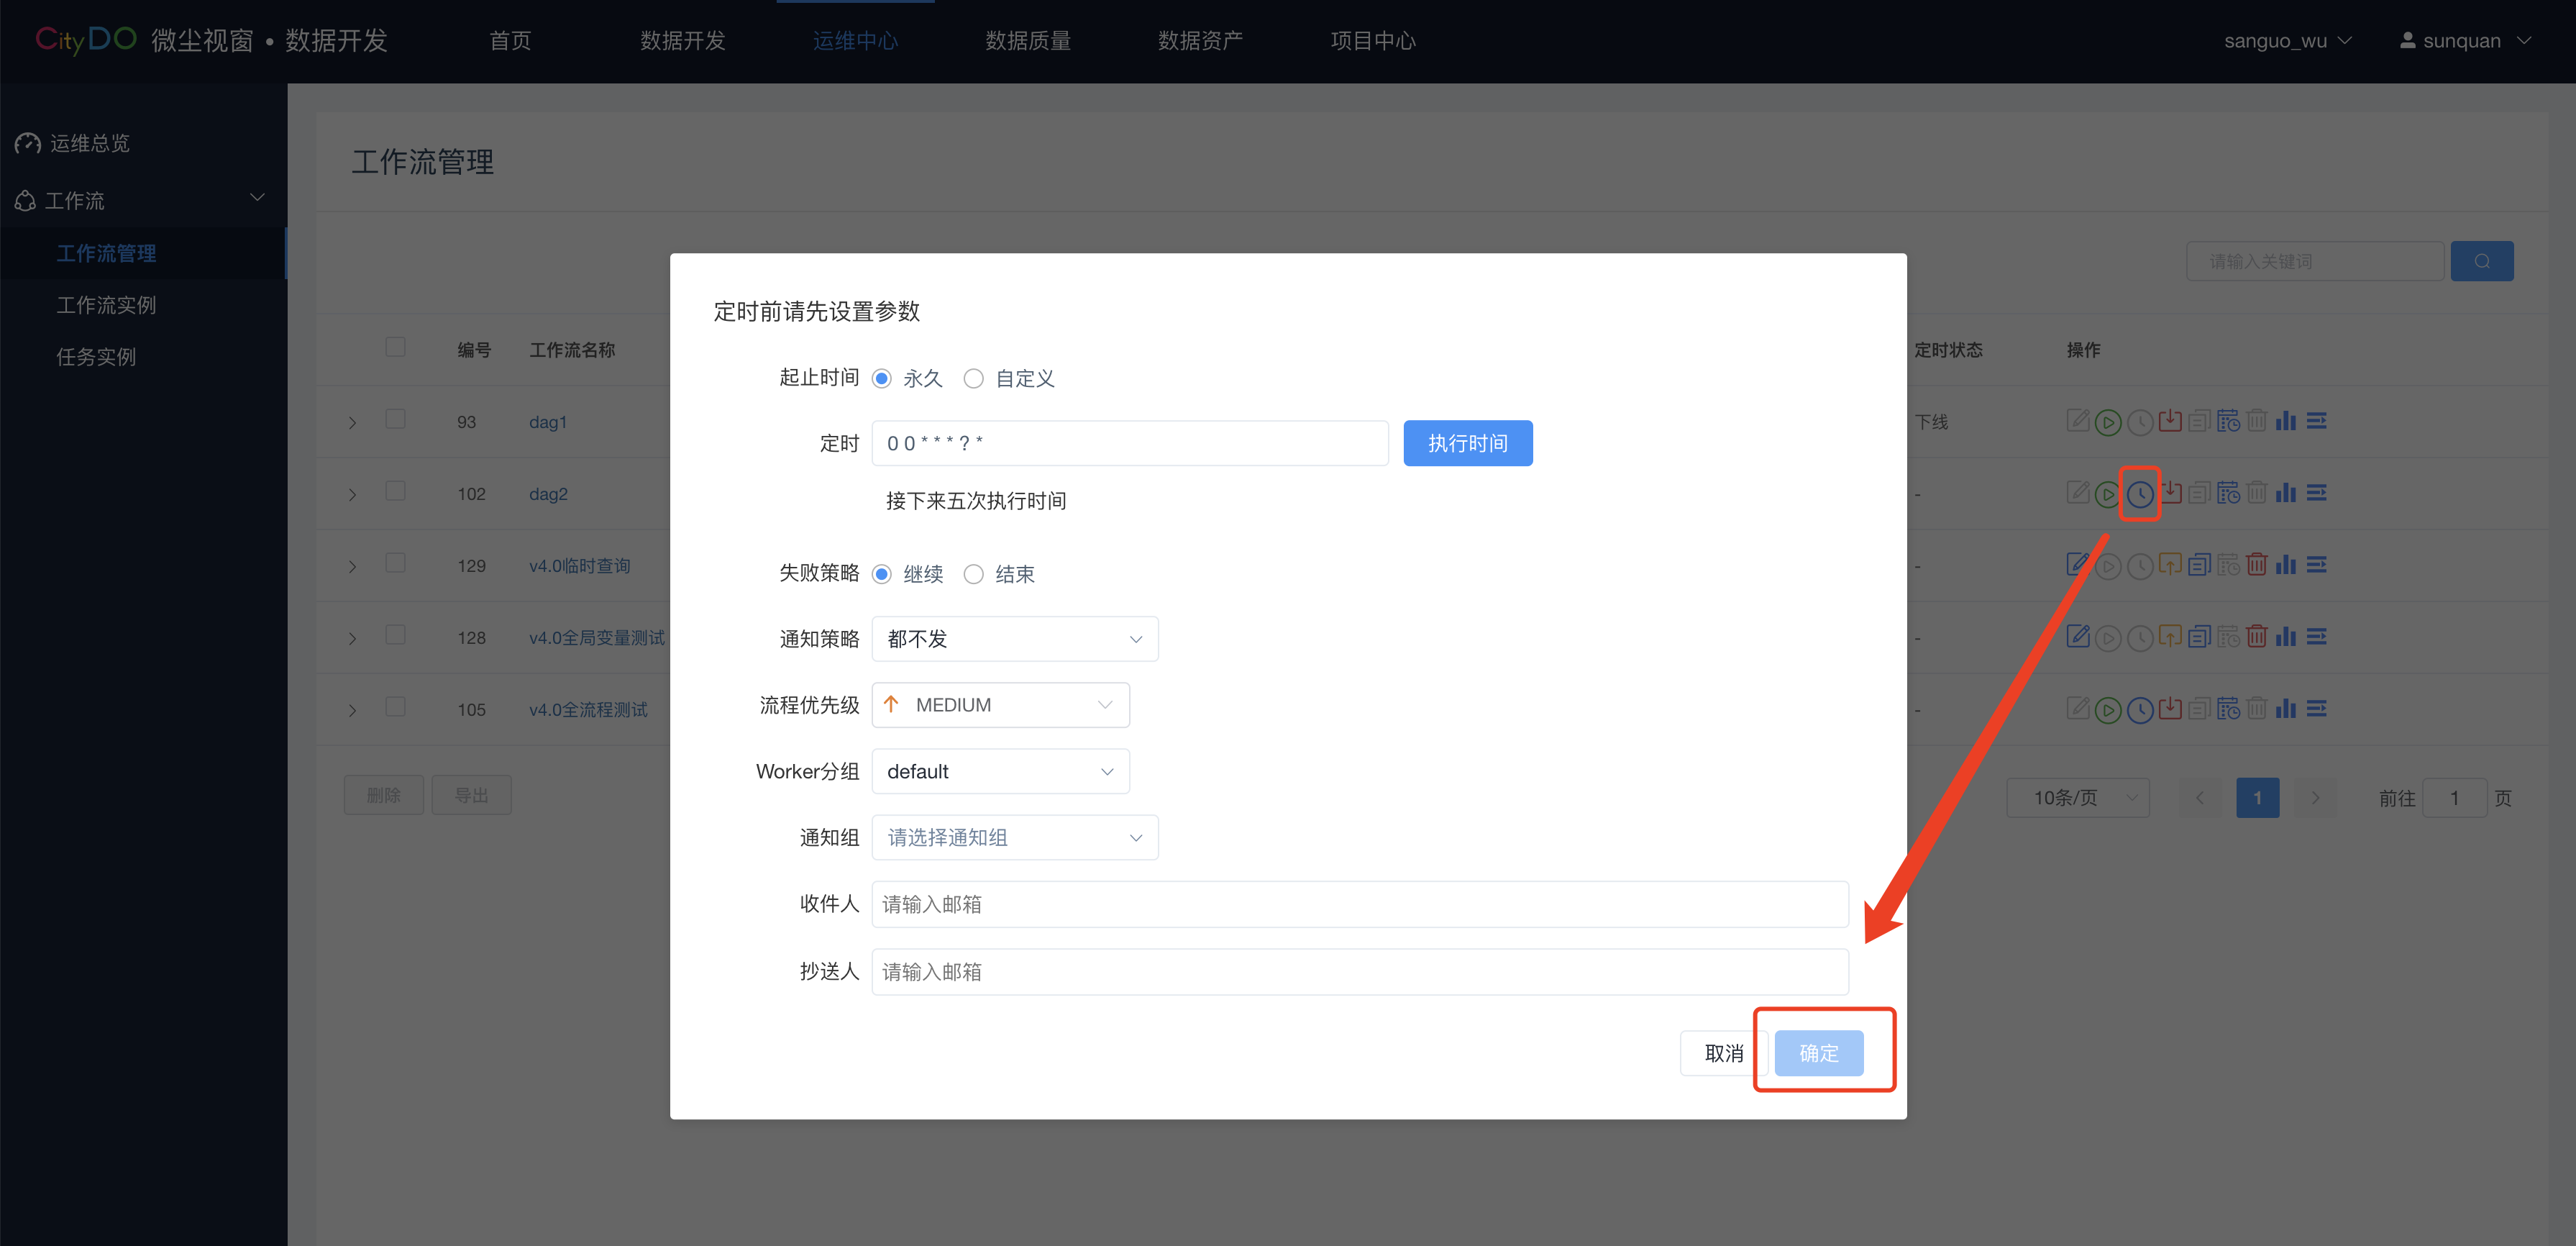 CityDO 微尘视窗 • 数据开发 首页 数据开发 运维中心 数据质量 数据资产 项目中心 sanguo_wu sunquan
运维总览
工作流
工作流管理
工作流实例
任务实例
工作流管理
请输入关键词
编号 工作流名称 定时状态 操作
93 dag1 下线
102 dag2 -
129 v4.0临时查询 -
128 v4.0全局变量测试 -
105 v4.0全流程测试 -
删除 导出 10条/页 1 前往 1 页
定时前请先设置参数
起止时间 永久 自定义
定时 0 0 * * * ? * 执行时间
接下来五次执行时间
失败策略 继续 结束
通知策略 都不发
流程优先级 MEDIUM
Worker分组 default
通知组 请选择通知组
收件人 请输入邮箱
抄送人 请输入邮箱
取消 确定